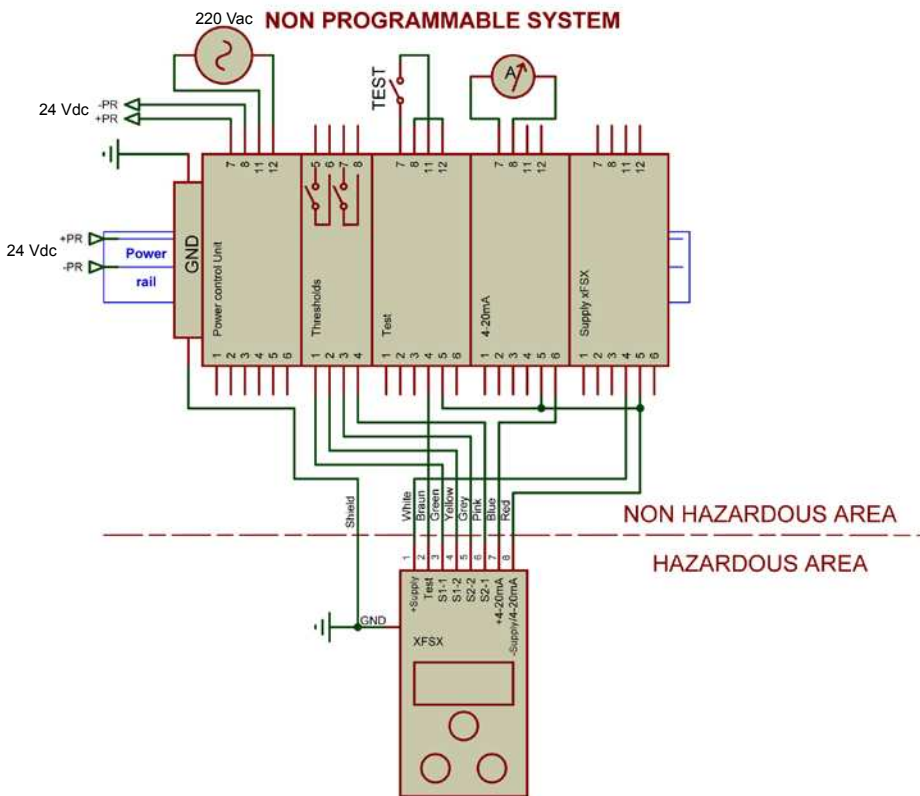 220 Vac NON PROGRAMMABLE SYSTEM
24 Vdc
-PR
+PR
TEST
A
7 8 11 12 5 6 7 8 7 8 11 12 7 8 11 12 7 8 11 12
24 Vdc
+PR
-PR
Power
rail
GND
Power control Unit
Thresholds
Test
4-20mA
Supply xFSX
1 2 3 4 5 6 1 2 3 4 1 2 3 4 5 6 1 2 3 4 5 6 1 2 3 4 5 6
Shield
White
Braun
Green
Yellow
Grey
Pink
Blue
Red
NON HAZARDOUS AREA
HAZARDOUS AREA
1 2 3 4 5 6 7 8
+Supply
Test
S1-1
S1-2
S2-2
S2-1
+4-20mA
-Supply/4-20mA
GND
XFSX